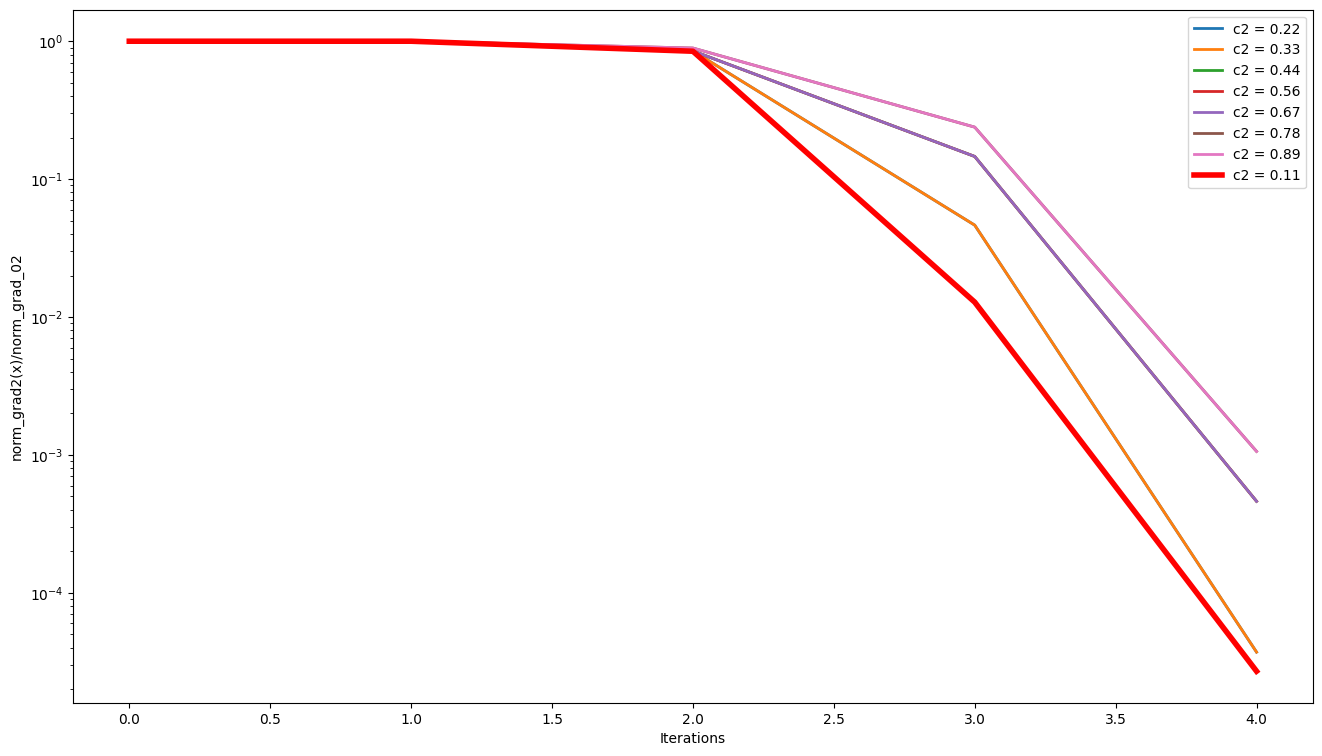 norm_grad2(x)/norm_grad_02
10⁰
10⁻¹
10⁻²
10⁻³
10⁻⁴
c2 = 0.22
c2 = 0.33
c2 = 0.44
c2 = 0.56
c2 = 0.67
c2 = 0.78
c2 = 0.89
c2 = 0.11
0.0 0.5 1.0 1.5 2.0 2.5 3.0 3.5 4.0
Iterations